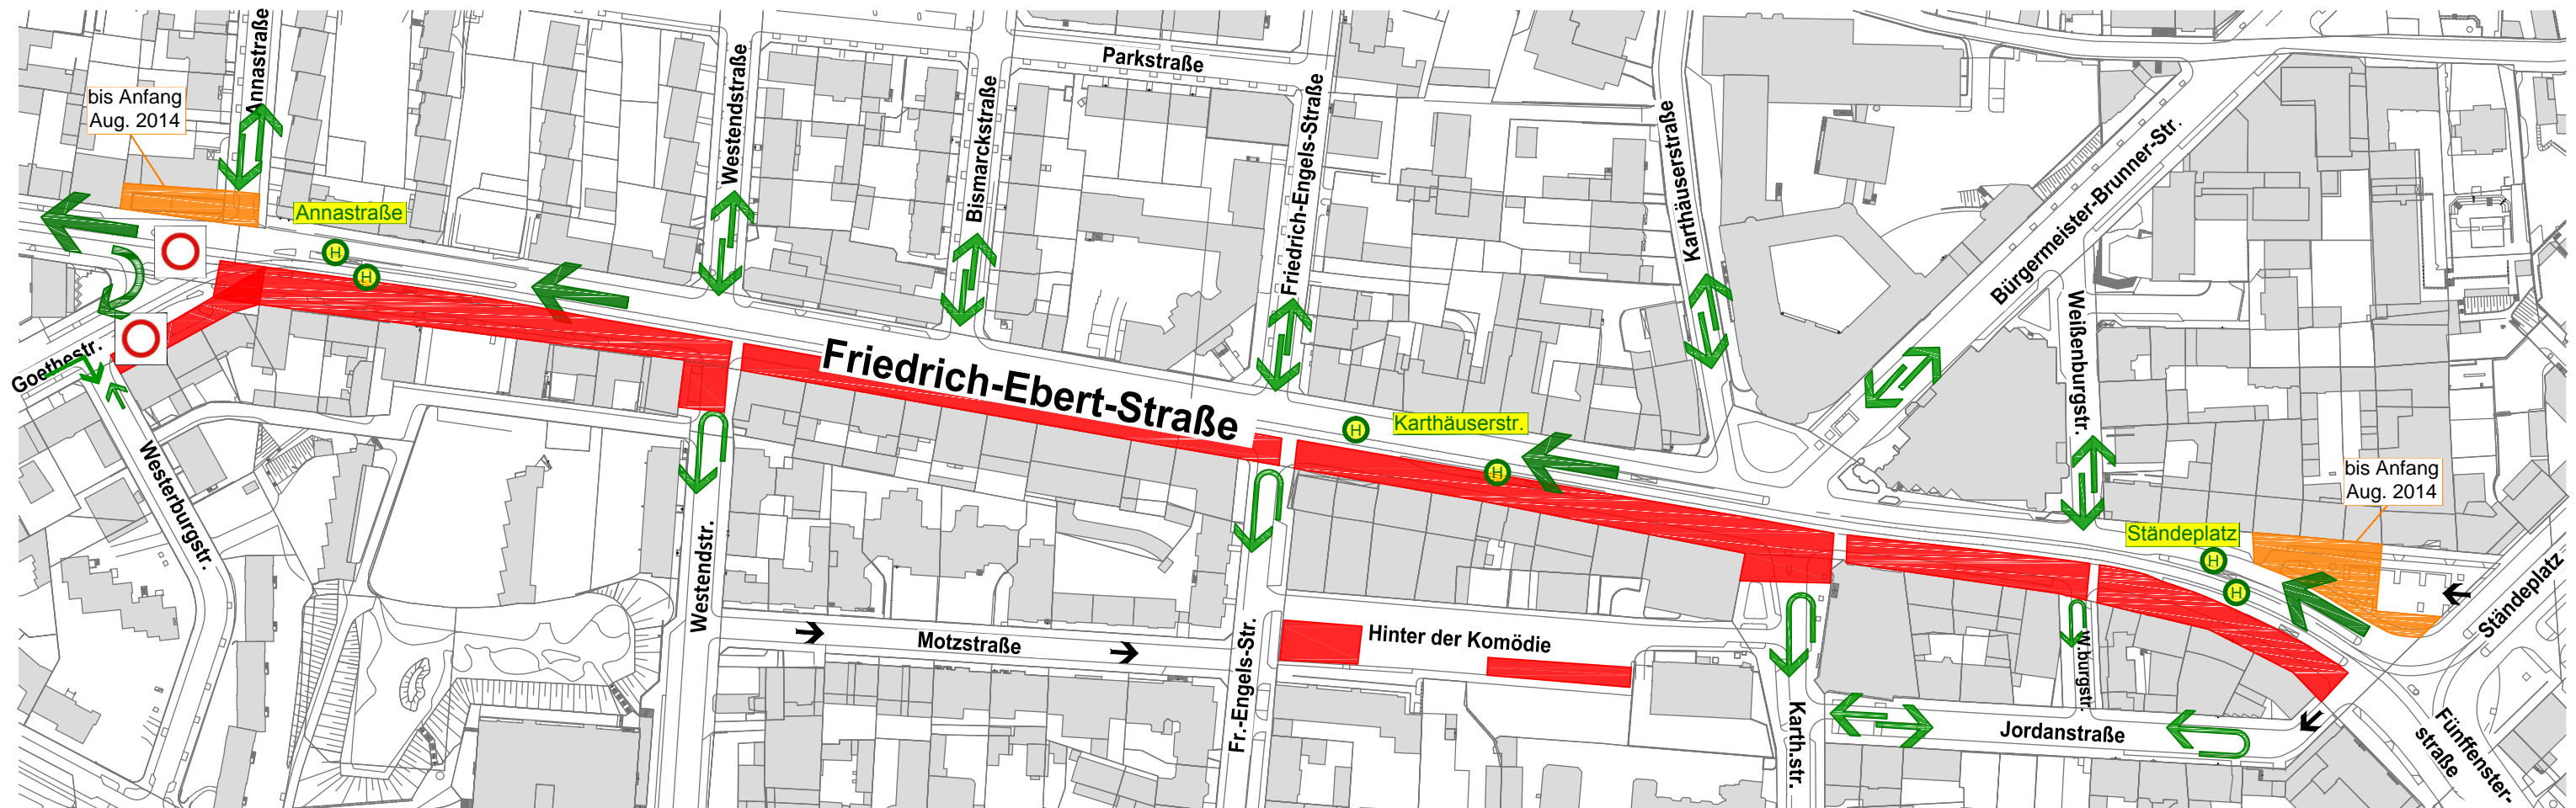 Annastraße
bis Anfang
Aug. 2014
Annastraße
H
H
Westendstraße
Bismarckstraße
Parkstraße
Friedrich-Engels-Straße
Karthäuserstraße
Bürgermeister-Brunner-Str.
Weißenburgstr.
Friedrich-Ebert-Straße
Goethestr.
Westerburgstr.
H
Karthäuserstr.
H
bis Anfang
Aug. 2014
Ständeplatz
H
H
Ständeplatz
Westendstr.
Motzstraße
Fr.-Engels-Str.
Hinter der Komödie
Karth.str.
W.burgstr.
Jordanstraße
Fünffenster-
straße